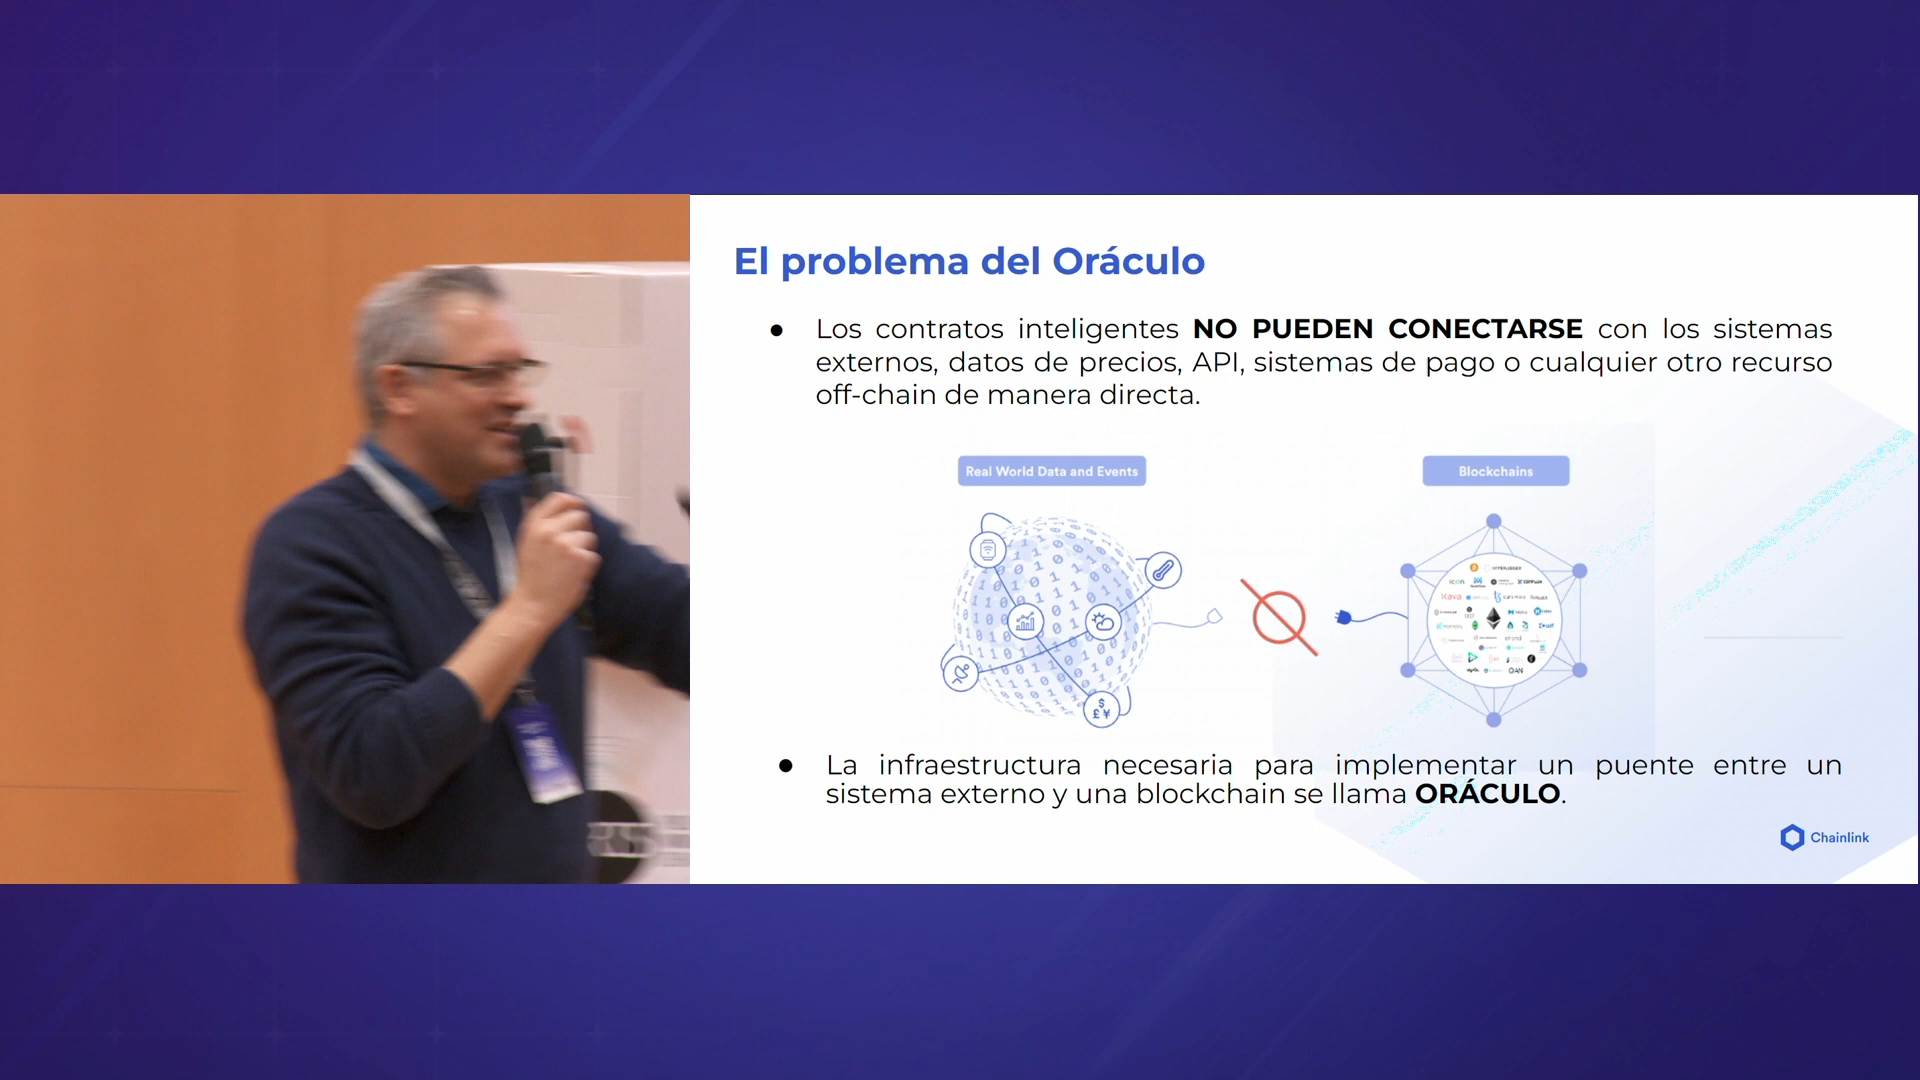 El problema del Oráculo
● Los contratos inteligentes NO PUEDEN CONECTARSE con los sistemas
externos, datos de precios, API, sistemas de pago o cualquier otro recurso
off-chain de manera directa.
Real World Data and Events
Blockchains
● La infraestructura necesaria para implementar un puente entre un
sistema externo y una blockchain se llama ORÁCULO.
Chainlink